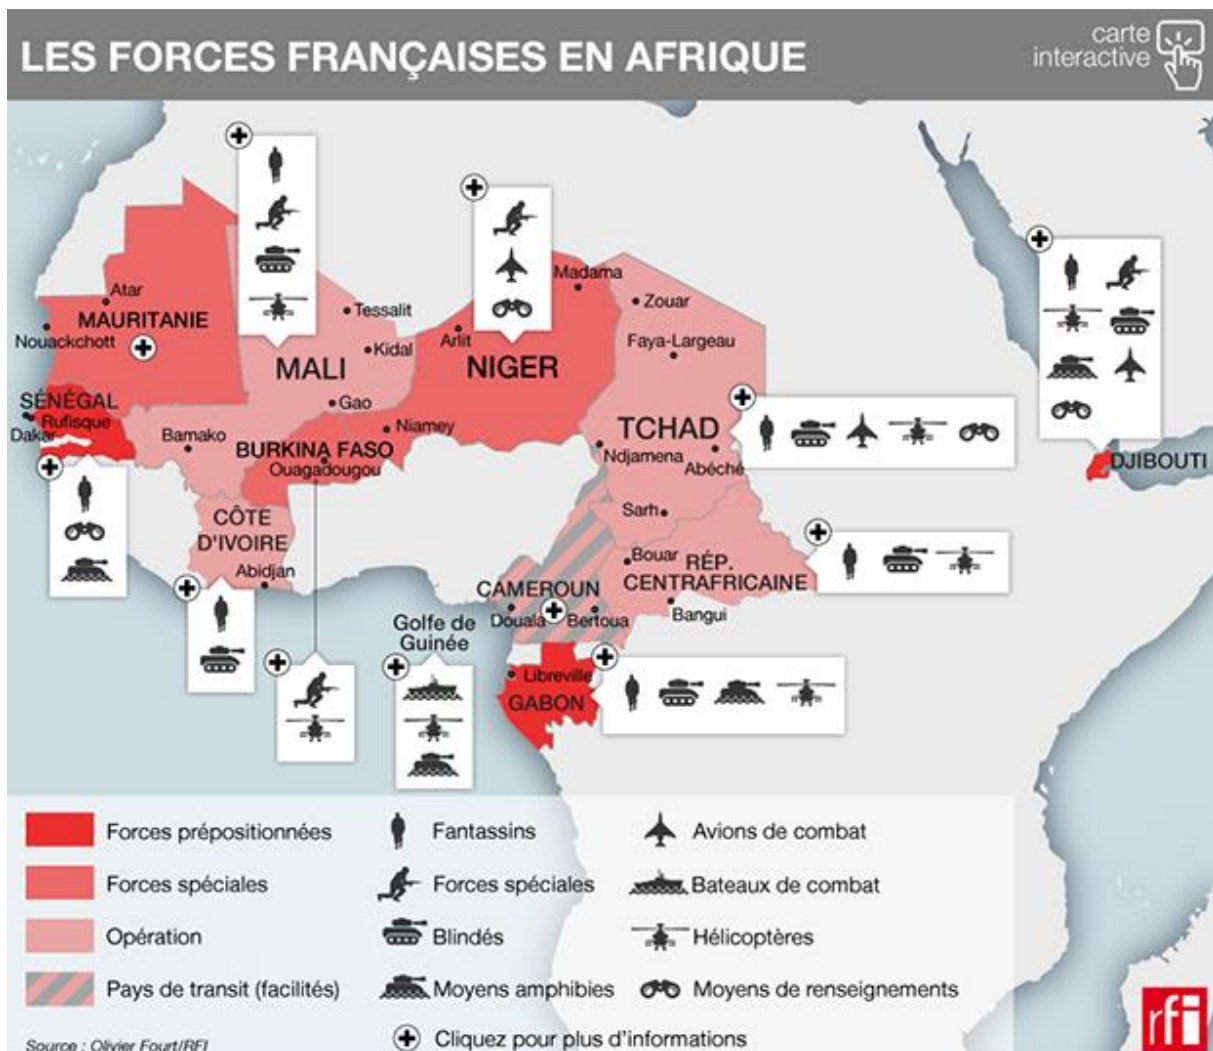 LES FORCES FRANÇAISES EN AFRIQUE
carte
interactive
Atar
MAURITANIE
Nouackchott
Tessalit
Kidal
MALI
Gao
Bamako
SÉNÉGAL
Rufisque
Dakar
Madama
Arlit
NIGER
Niamey
BURKINA FASO
Ouagadougou
Zouar
Faya-Largeau
TCHAD
Ndjamena
Abéché
Sarh
DJIBOUTI
CÔTE
D'IVOIRE
Abidjan
Bouar
RÉP.
CENTRAFRICAINE
Bangui
CAMEROUN
Douala
Bertoua
Golfe de
Guinée
Libreville
GABON
Forces prépositionnées
Fantassins
Avions de combat
Forces spéciales
Forces spéciales
Bateaux de combat
Opération
Blindés
Hélicoptères
Pays de transit (facilités)
Moyens amphibies
Moyens de renseignements
Cliquez pour plus d'informations
Source : Olivier Fourt/RFI
rfi